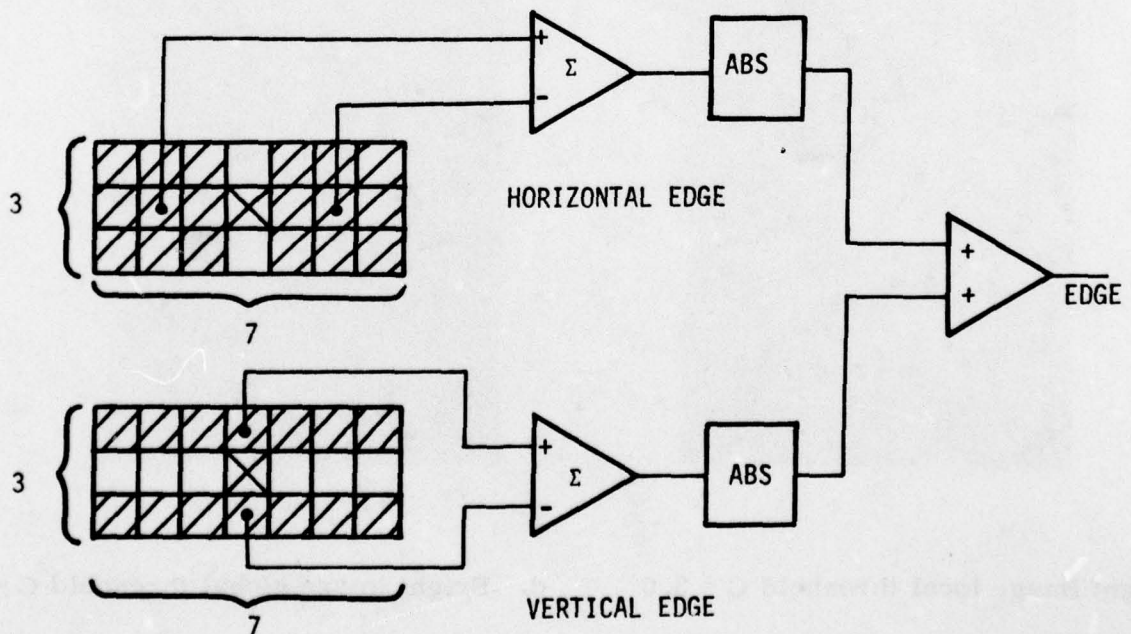 +
Σ
-
ABS
3
HORIZONTAL EDGE
7
+
+
EDGE
3
+
Σ
-
ABS
7
VERTICAL EDGE